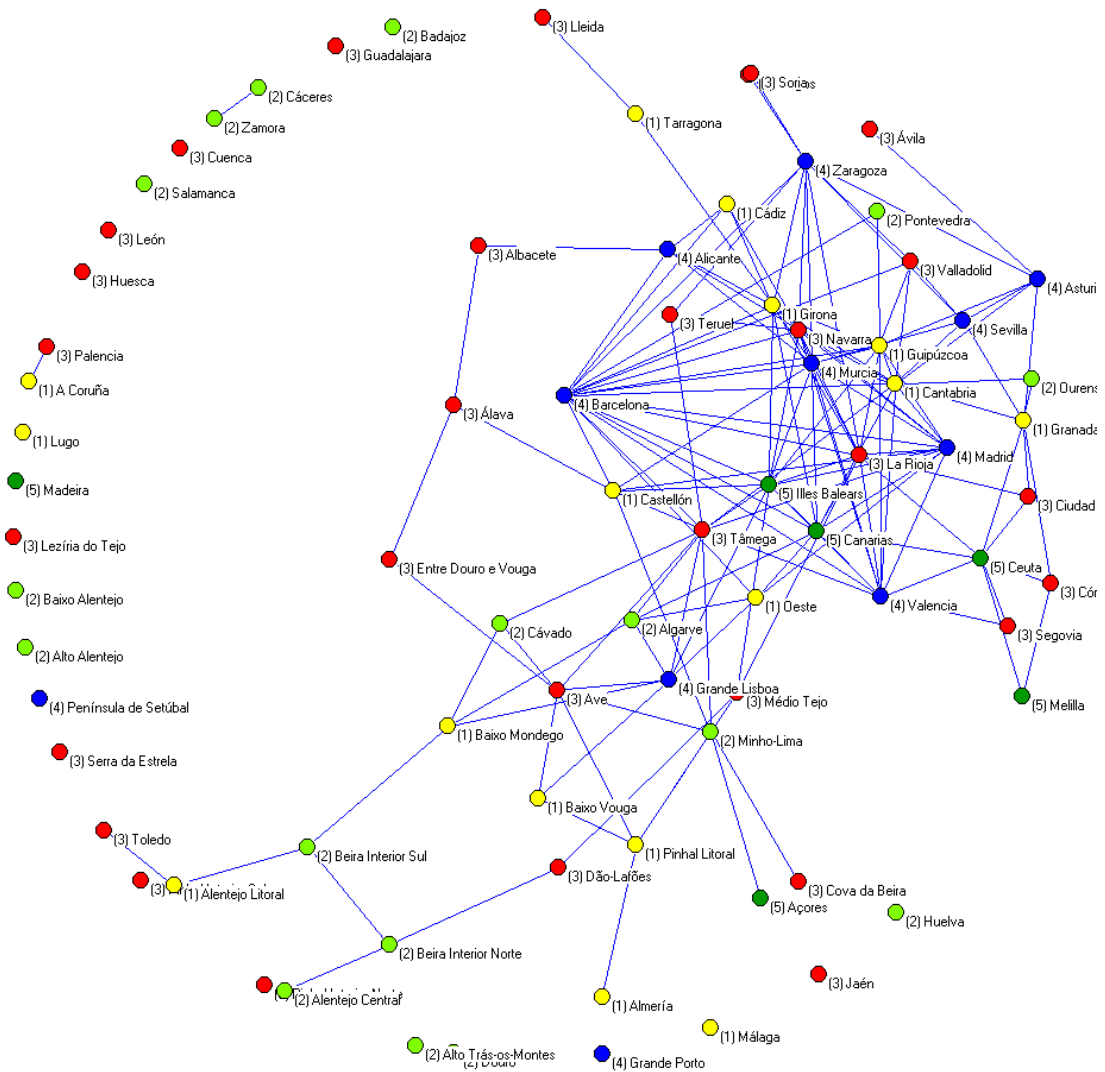 (3) Lleida
(2) Badajoz
(3) Guadalajara
(3) Soria
(2) Cáceres
(1) Tarragona
(2) Zamora
(3) Ávila
(3) Cuenca
(4) Zaragoza
(2) Salamanca
(1) Cádiz
(2) Pontevedra
(3) León
(3) Albacete
(4) Alicante
(3) Valladolid
(3) Huesca
(4) Asturi
(1) Girona
(3) Teruel
(4) Sevilla
(3) Navarra
(3) Palencia
(1) Guipúzcoa
(4) Murcia
(1) A Coruña
(2) Ourens
(1) Cantabria
(4) Barcelona
(3) Álava
(1) Granada
(1) Lugo
(4) Madrid
(3) La Rioja
(5) Madeira
(5) Illes Balears
(1) Castellón
(3) Ciudad
(3) Lezíria do Tejo
(3) Tâmega
(5) Canarias
(3) Entre Douro e Vouga
(5) Ceuta
(3) Cór
(2) Baixo Alentejo
(1) Oeste
(4) Valencia
(2) Cávado
(2) Algarve
(3) Segovia
(2) Alto Alentejo
(4) Grande Lisboa
(3) Ave
(3) Médio Tejo
(5) Melilla
(4) Península de Setúbal
(1) Baixo Mondego
(2) Minho-Lima
(3) Serra da Estrela
(1) Baixo Vouga
(3) Toledo
(2) Beira Interior Sul
(1) Pinhal Litoral
(3) Dão-Lafões
(1) Alentejo Litoral
(3) Cova da Beira
(5) Açores
(2) Huelva
(2) Beira Interior Norte
(3) Jaén
(2) Alentejo Central
(1) Almería
(1) Málaga
(2) Alto Trás-os-Montes
(4) Grande Porto